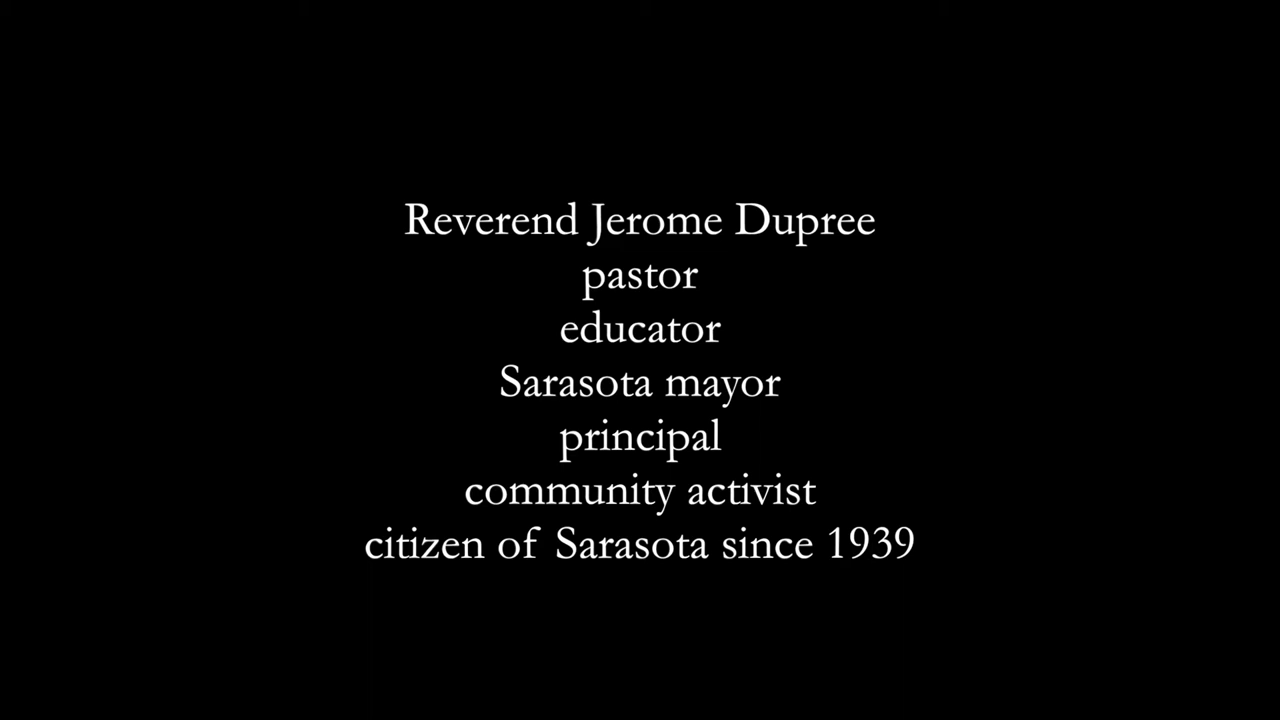 Reverend Jerome Dupree
pastor
educator
Sarasota mayor
principal
community activist
citizen of Sarasota since 1939